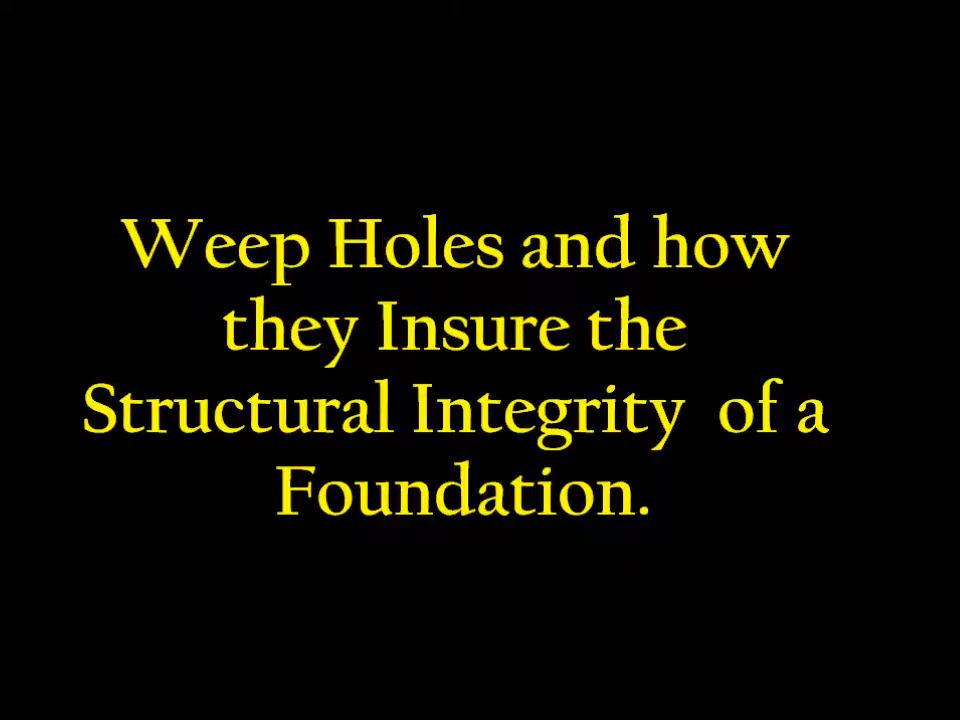 Weep Holes and how
they Insure the
Structural Integrity of a
Foundation.